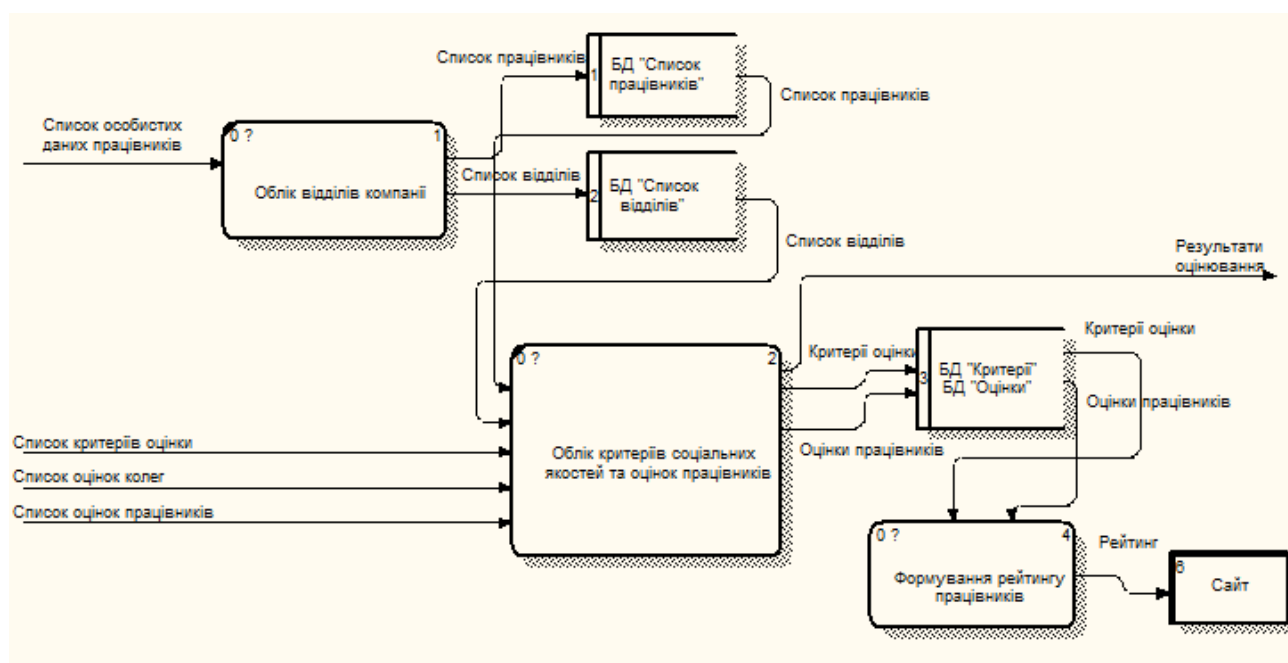 Список працівників
БД "Список
працівників"
1
Список працівників
Список особистих
даних працівників
0 ?
1
Облік відділів компанії
Список відділів
БД "Список
відділів"
2
Список відділів
Результати
оцінювання
0 ?
2
Облік критеріїв соціальних
якостей та оцінок працівників
Критерії оцінки
3
БД "Критерії"
БД "Оцінки"
Критерії оцінки
Оцінки працівників
Оцінки працівників
Список критеріїв оцінки
Список оцінок колег
Список оцінок працівників
0 ?
4
Формування рейтингу
працівників
Рейтинг
6
Сайт